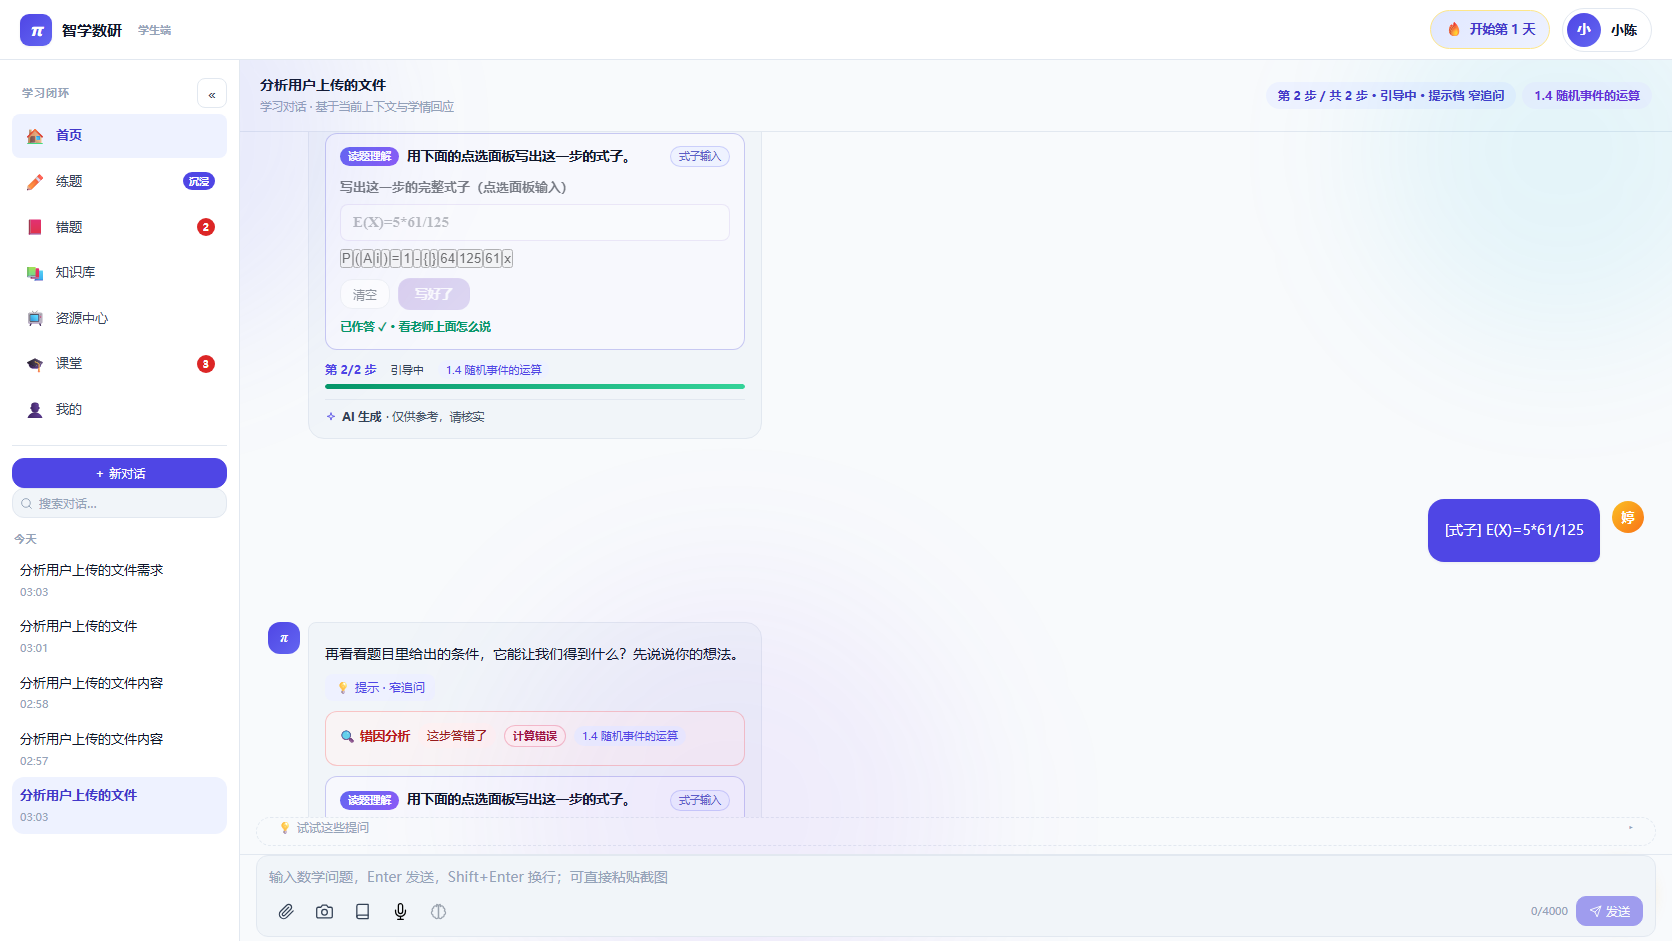 π 智学数研 学生端
🔥 开始第 1 天
小 小陈
学习闭环 «
首页
练题 沉浸
错题 2
知识库
资源中心
课堂 3
我的
+ 新对话
搜索对话...
今天
分析用户上传的文件需求
03:03
分析用户上传的文件
03:01
分析用户上传的文件内容
02:58
分析用户上传的文件内容
02:57
分析用户上传的文件
03:03
分析用户上传的文件
学习对话 · 基于当前上下文与学情回应
第 2 步 / 共 2 步 • 引导中 • 提示档 窄追问 1.4 随机事件的运算
读题理解 用下面的点选面板写出这一步的式子。 式子输入
写出这一步的完整式子（点选面板输入）
E(X)=5*61/125
P ( A i ) = 1 - { } 64 125 61 x
清空 写好了
已作答 ✓ • 看老师上面怎么说
第 2/2 步 引导中 1.4 随机事件的运算
AI 生成 · 仅供参考，请核实
[式子] E(X)=5*61/125 婷
π
再看看题目里给出的条件，它能让我们得到什么？先说说你的想法。
提示 · 窄追问
错因分析 这步答错了 计算错误 1.4 随机事件的运算
读题理解 用下面的点选面板写出这一步的式子。 式子输入
试试这些提问
输入数学问题，Enter 发送，Shift+Enter 换行；可直接粘贴截图
0/4000 发送